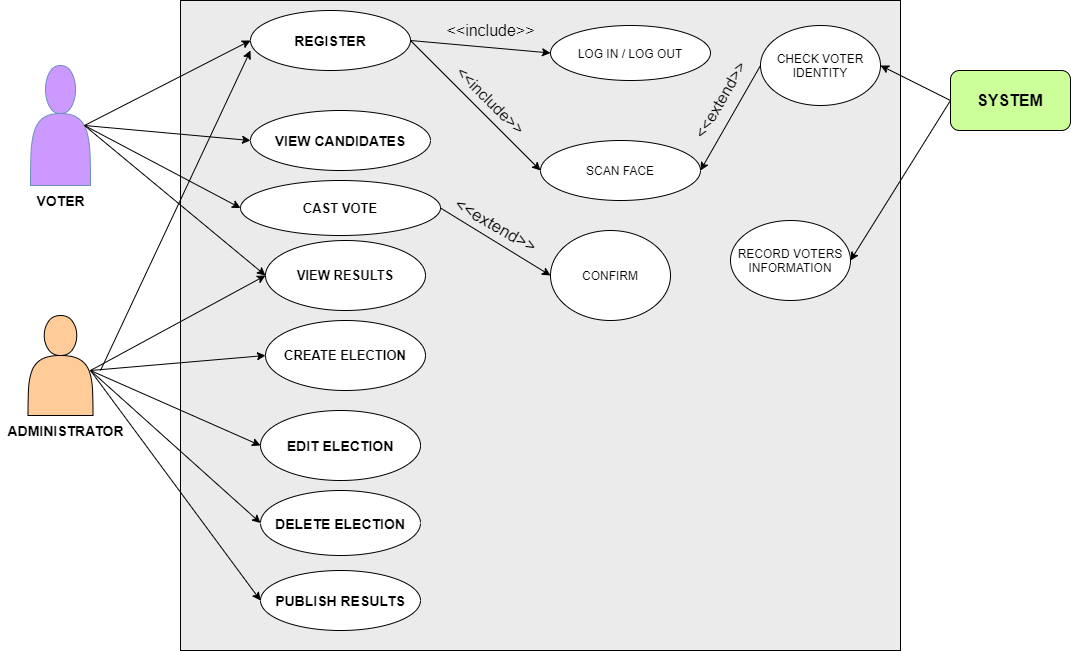 REGISTER
<<include>>
LOG IN / LOG OUT
CHECK VOTER
IDENTITY
SYSTEM
<<include>>
<<extend>>
VIEW CANDIDATES
SCAN FACE
VOTER
CAST VOTE
<<extend>>
VIEW RESULTS
CONFIRM
RECORD VOTERS
INFORMATION
CREATE ELECTION
ADMINISTRATOR
EDIT ELECTION
DELETE ELECTION
PUBLISH RESULTS